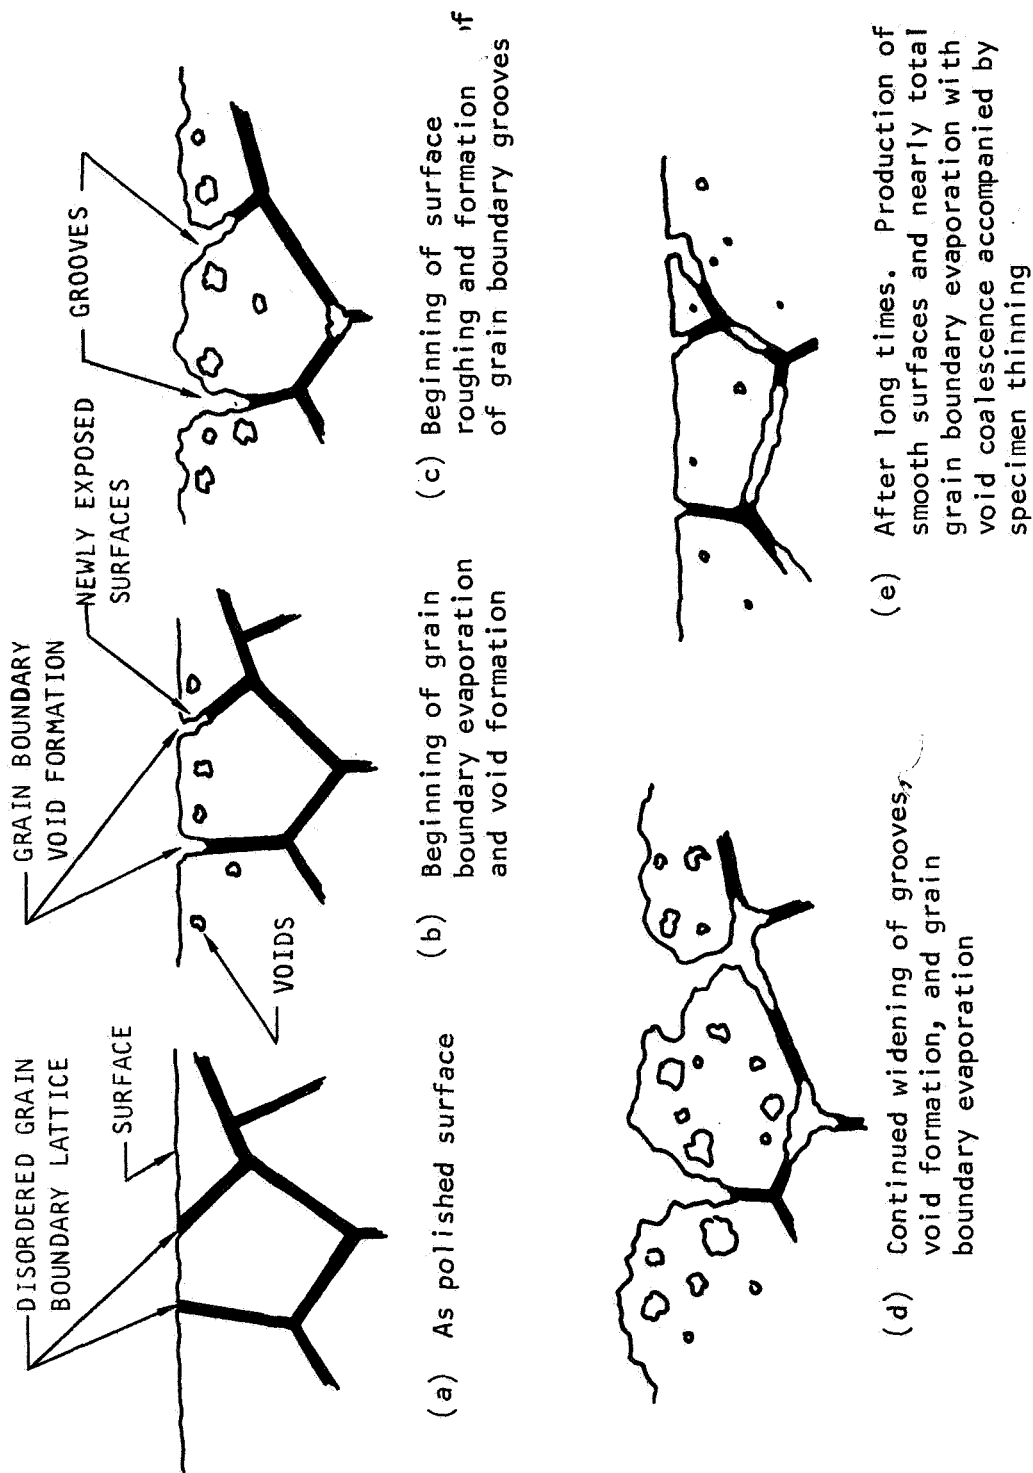 DISORDERED GRAIN
BOUNDARY LATTICE
SURFACE
(a) As polished surface
GRAIN BOUNDARY
VOID FORMATION
NEWLY EXPOSED
SURFACES
VOIDS
(b) Beginning of grain
boundary evaporation
and void formation
GROOVES
(c) Beginning of surface
roughing and formation
of grain boundary grooves
(d) Continued widening of grooves,
void formation, and grain
boundary evaporation
(e) After long times. Production of
smooth surfaces and nearly total
grain boundary evaporation with
void coalescence accompanied by
specimen thinning